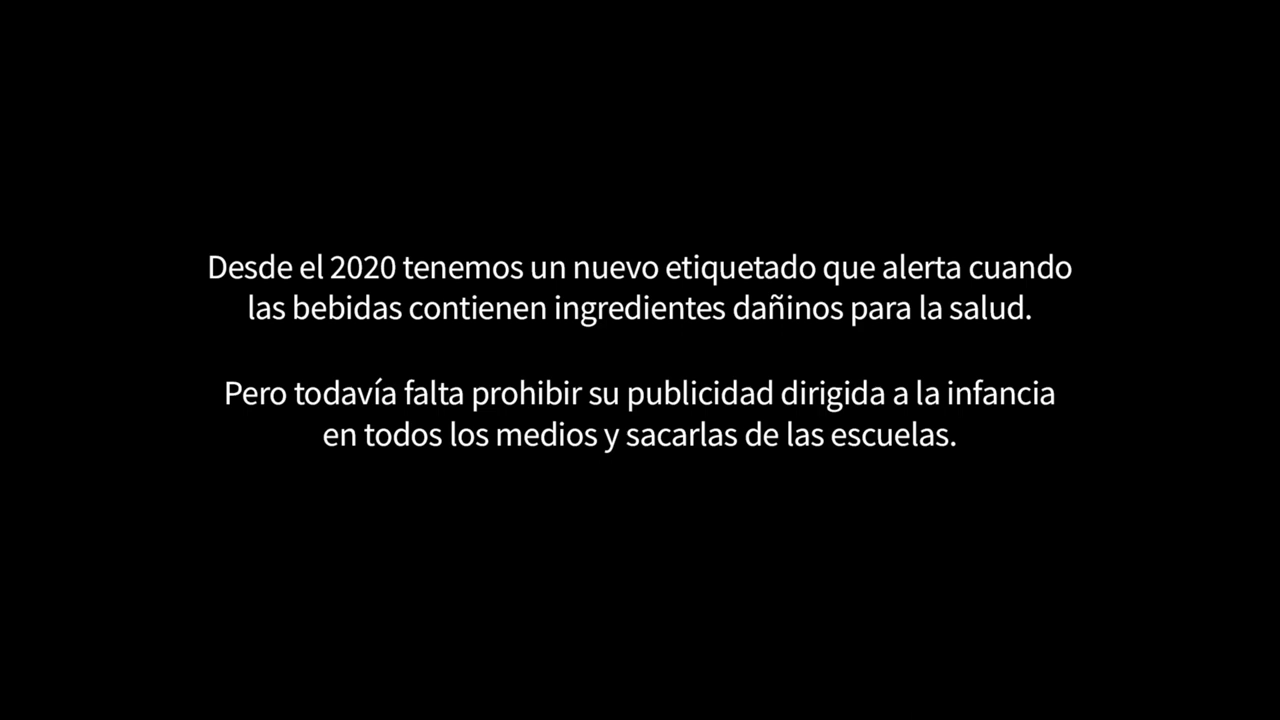 Desde el 2020 tenemos un nuevo etiquetado que alerta cuando
las bebidas contienen ingredientes dañinos para la salud.
Pero todavía falta prohibir su publicidad dirigida a la infancia
en todos los medios y sacarlas de las escuelas.